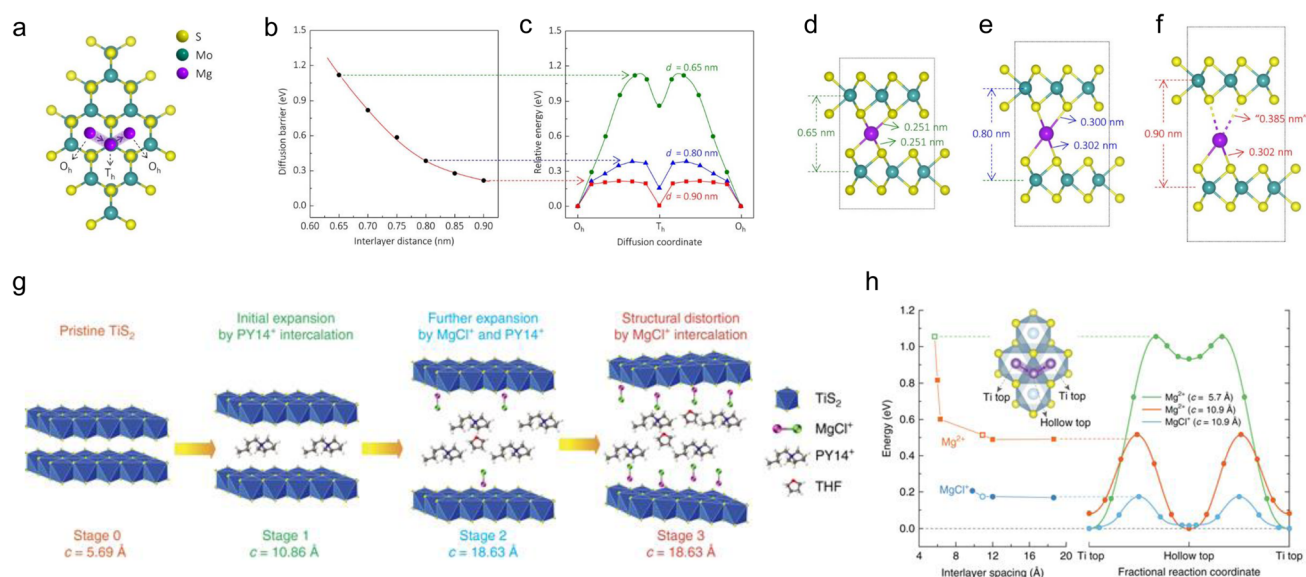 a
S
Mo
Mg
Oh
Th
Oh
b
Diffusion barrier (eV)
1.5
1.2
0.9
0.6
0.3
0.0
0.60 0.65 0.70 0.75 0.80 0.85 0.90
Interlayer distance (nm)
c
Relative energy (eV)
1.5
1.2
0.9
0.6
0.3
0.0
d = 0.65 nm
d = 0.80 nm
d = 0.90 nm
Oh Th Oh
Diffusion coordinate
d
0.65 nm
0.251 nm
0.251 nm
e
0.80 nm
0.300 nm
0.302 nm
f
0.90 nm
"0.385 nm"
0.302 nm
g
Pristine TiS2
Initial expansion
by PY14+ intercalation
Further expansion
by MgCl+ and PY14+
Structural distortion
by MgCl+ intercalation
TiS2
MgCl+
PY14+
THF
Stage 0
c = 5.69 Å
Stage 1
c = 10.86 Å
Stage 2
c = 18.63 Å
Stage 3
c = 18.63 Å
h
Energy (eV)
1.2
1.0
0.8
0.6
0.4
0.2
0.0
Mg2+
MgCl+
Ti top
Ti top
Hollow top
Mg2+ (c = 5.7 Å)
Mg2+ (c = 10.9 Å)
MgCl+ (c = 10.9 Å)
4 8 12 16 20
Interlayer spacing (Å)
Ti top Hollow top Ti top
Fractional reaction coordinate